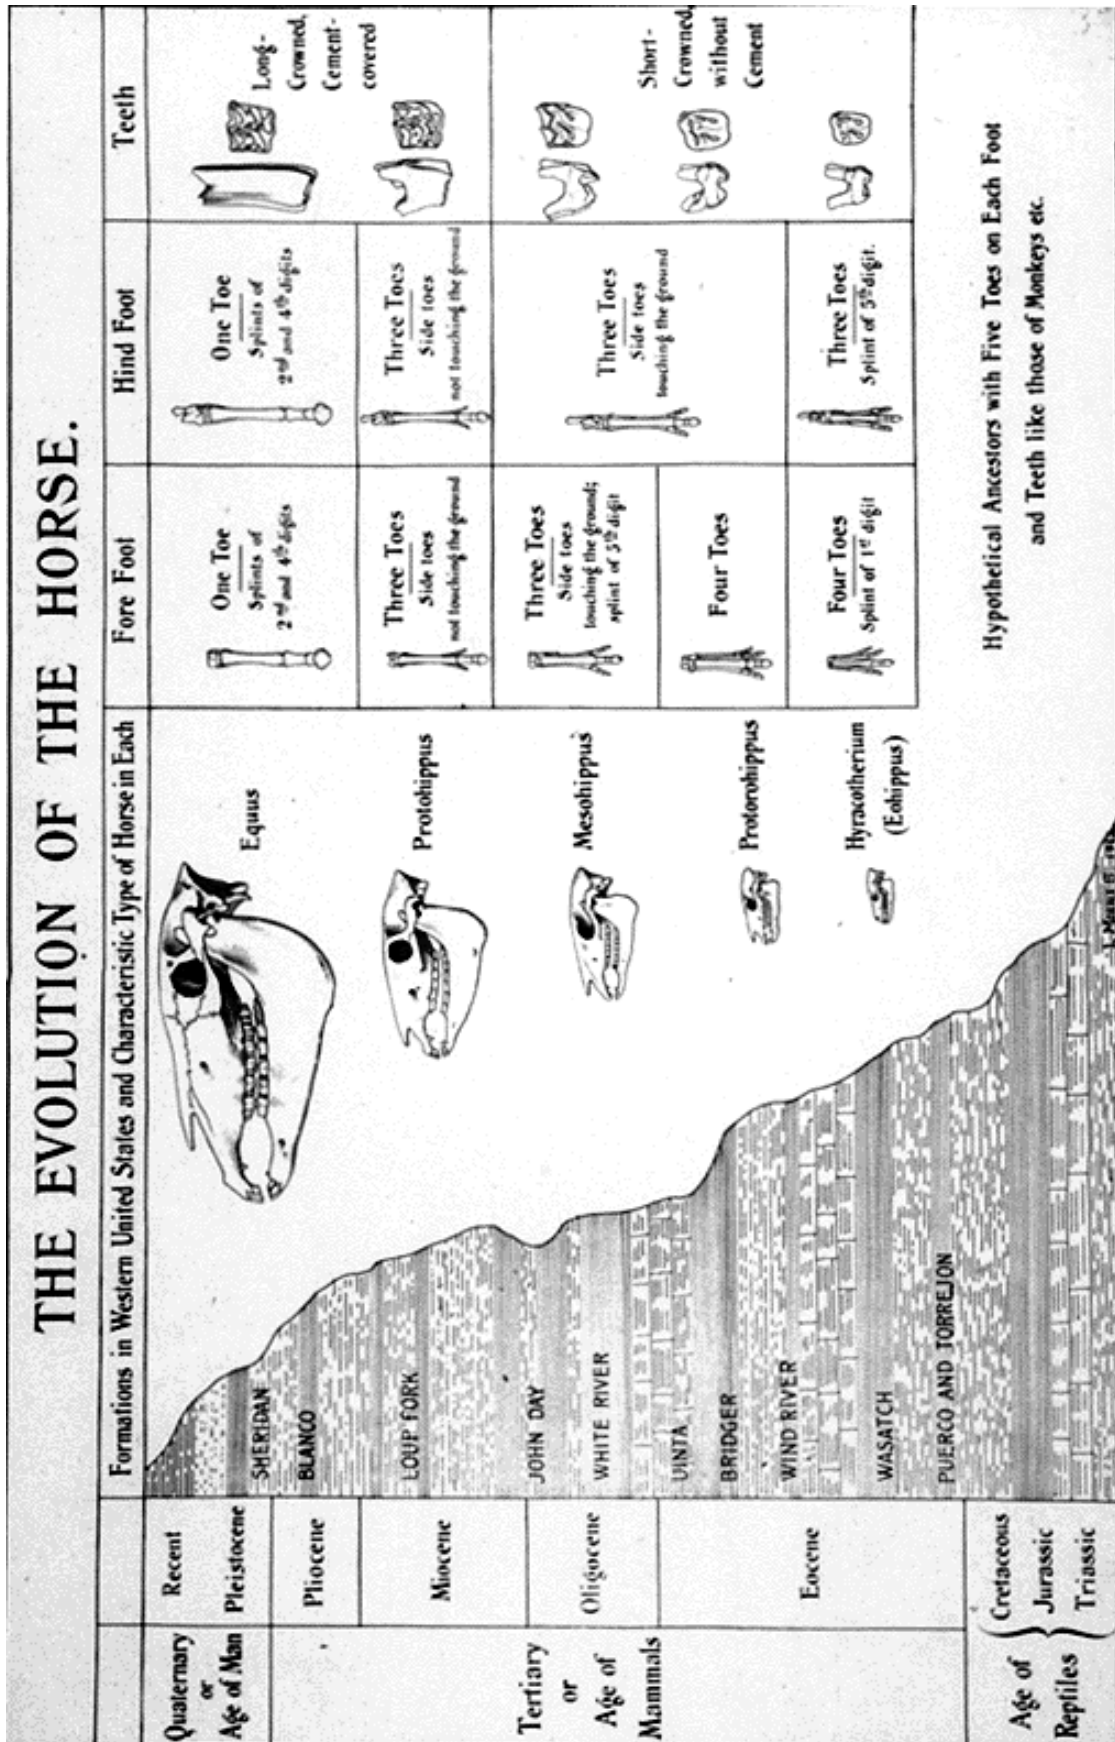 THE EVOLUTION OF THE HORSE.
Formations in Western United States and Characteristic Type of Horse in Each
Fore Foot
Hind Foot
Teeth
Quaternary
or
Age of Man
Recent
Pleistocene
SHERIDAN
Equus
One Toe
Splints of
2nd and 4th digits
One Toe
Splints of
2nd and 4th digits
Long-
Crowned,
Cement-
covered
Tertiary
or
Age of
Mammals
Pliocene
BLANCO
Miocene
LOUP FORK
Protohippus
Three Toes
Side toes
not touching the ground
Three Toes
Side toes
not touching the ground
Oligocene
JOHN DAY
WHITE RIVER
Mesohippus
Three Toes
Side toes
touching the ground;
splint of 5th digit
Three Toes
Side toes
touching the ground
Short-
Crowned,
without
Cement
Eocene
UINTA
BRIDGER
WIND RIVER
WASATCH
PUERCO AND TORREJON
Protorohippus
Four Toes
Hyracotherium
(Eohippus)
Four Toes
Splint of 1st digit
Three Toes
Splint of 5th digit.
Age of
Reptiles
Cretaceous
Jurassic
Triassic
Hypothetical Ancestors with Five Toes on Each Foot
and Teeth like those of Monkeys etc.